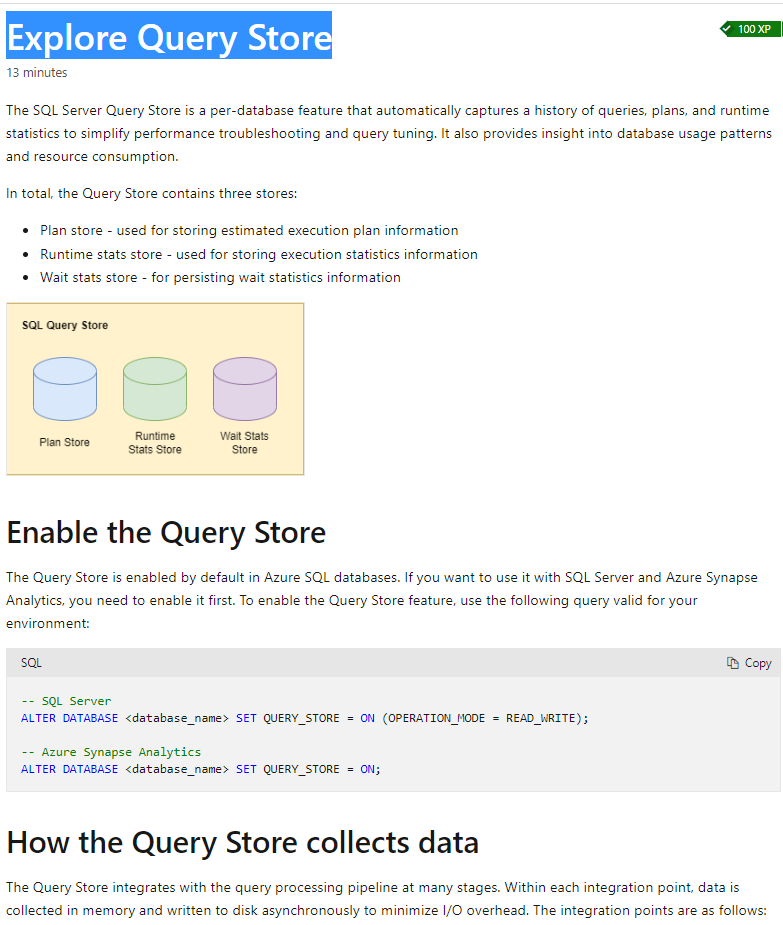 Explore Query Store
100 XP
13 minutes
The SQL Server Query Store is a per-database feature that automatically captures a history of queries, plans, and runtime
statistics to simplify performance troubleshooting and query tuning. It also provides insight into database usage patterns
and resource consumption.
In total, the Query Store contains three stores:
• Plan store - used for storing estimated execution plan information
• Runtime stats store - used for storing execution statistics information
• Wait stats store - for persisting wait statistics information
SQL Query Store
Plan Store
Runtime
Stats Store
Wait Stats
Store
Enable the Query Store
The Query Store is enabled by default in Azure SQL databases. If you want to use it with SQL Server and Azure Synapse
Analytics, you need to enable it first. To enable the Query Store feature, use the following query valid for your
environment:
SQL
Copy
-- SQL Server
ALTER DATABASE <database_name> SET QUERY_STORE = ON (OPERATION_MODE = READ_WRITE);
-- Azure Synapse Analytics
ALTER DATABASE <database_name> SET QUERY_STORE = ON;
How the Query Store collects data
The Query Store integrates with the query processing pipeline at many stages. Within each integration point, data is
collected in memory and written to disk asynchronously to minimize I/O overhead. The integration points are as follows: